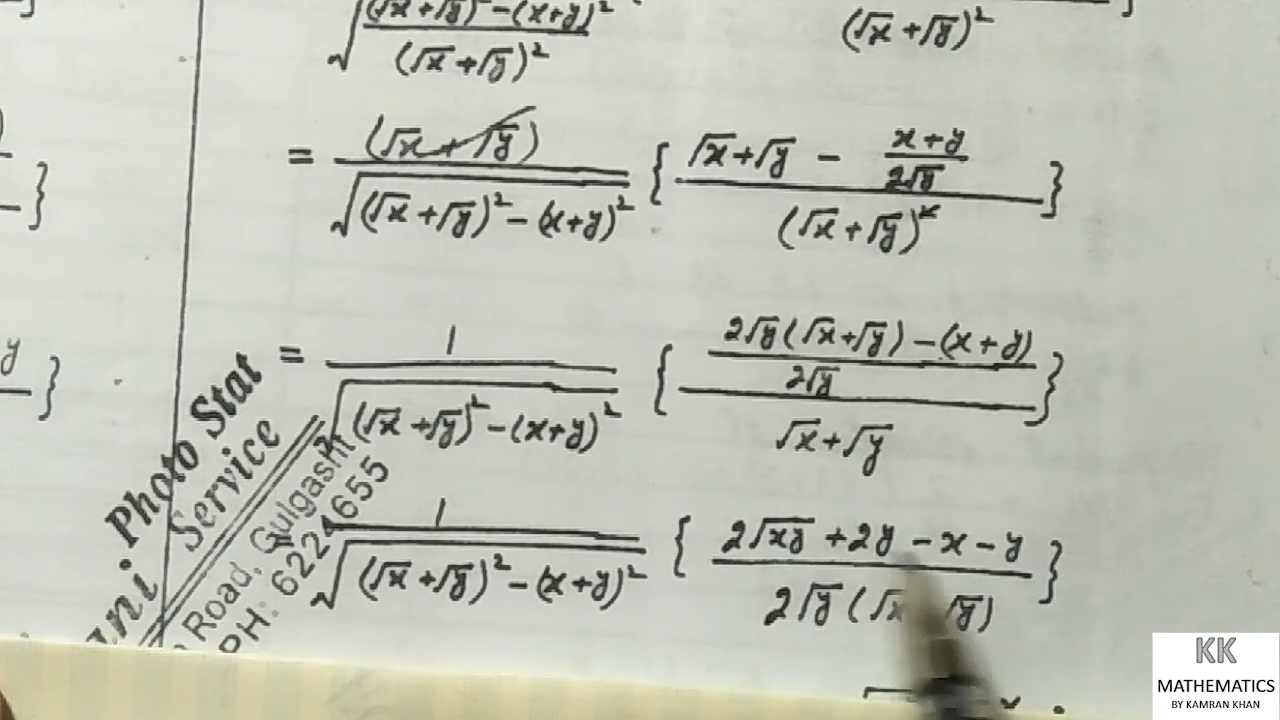 √((√x+√y)² −(x+y)²)/(√x+√y)²
(√x+√y)²
}
= (√x+√y)/√((√x+√y)²−(x+y)²) { (√x+√y − (x+y)/(2√y))/(√x+√y)² }
y }
= 1/√((√x+√y)²−(x+y)²) { ((2√y(√x+√y)−(x+y))/(2√y))/(√x+√y) }
1/√((√x+√y)²−(x+y)²) { (2√xy+2y−x−y)/(2√y(√x √y)) }
Photo Stat
Service
Road, Gulgasht
PH: 6224655
KK
MATHEMATICS
BY KAMRAN KHAN